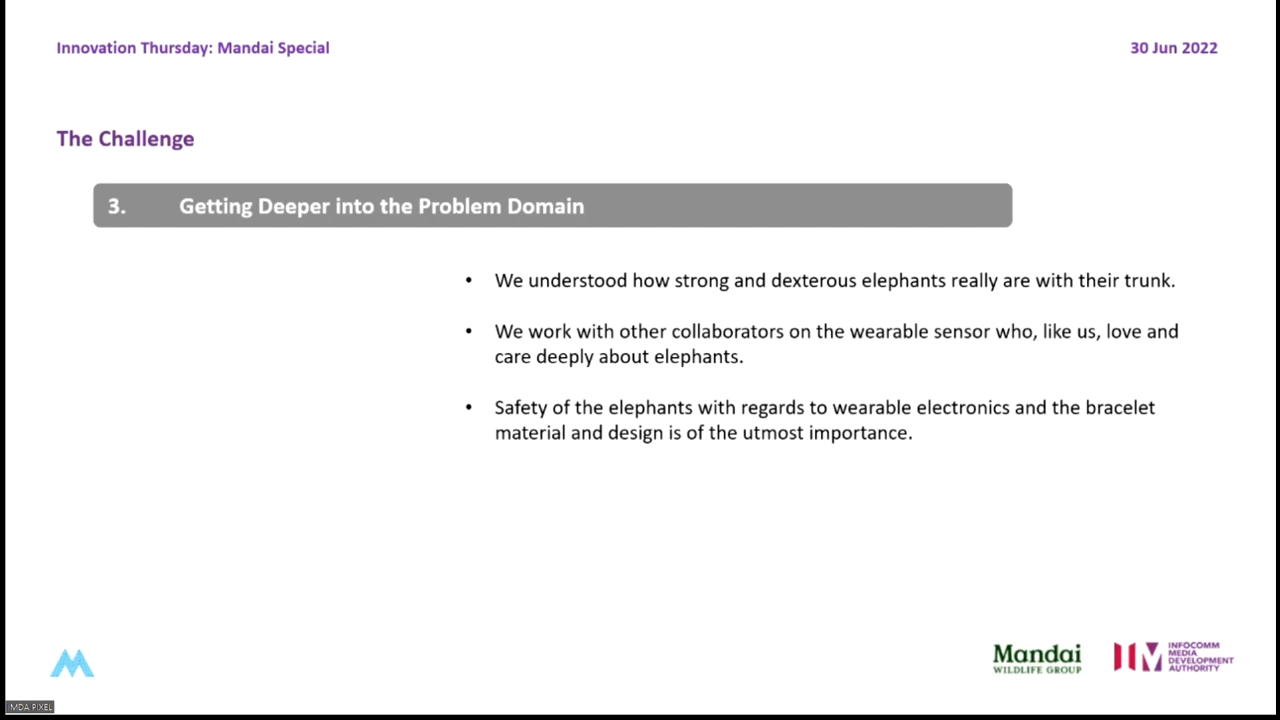 Innovation Thursday: Mandai Special
30 Jun 2022
The Challenge
3. Getting Deeper into the Problem Domain
• We understood how strong and dexterous elephants really are with their trunk.
• We work with other collaborators on the wearable sensor who, like us, love and
care deeply about elephants.
• Safety of the elephants with regards to wearable electronics and the bracelet
material and design is of the utmost importance.
Mandai
WILDLIFE GROUP
INFOCOMM
MEDIA
DEVELOPMENT
AUTHORITY
IMDA PIXEL